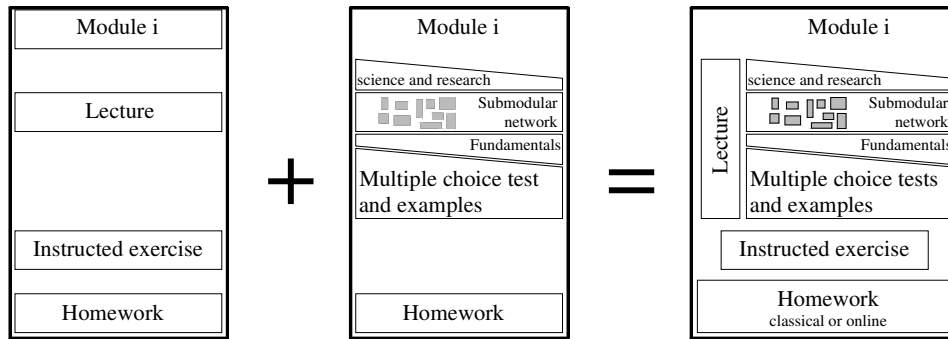 Module i
Lecture
Instructed exercise
Homework
+
Module i
science and research
Submodular
network
Fundamentals
Multiple choice test
and examples
Homework
=
Module i
Lecture
science and research
Submodular
network
Fundamentals
Multiple choice tests
and examples
Instructed exercise
Homework
classical or online